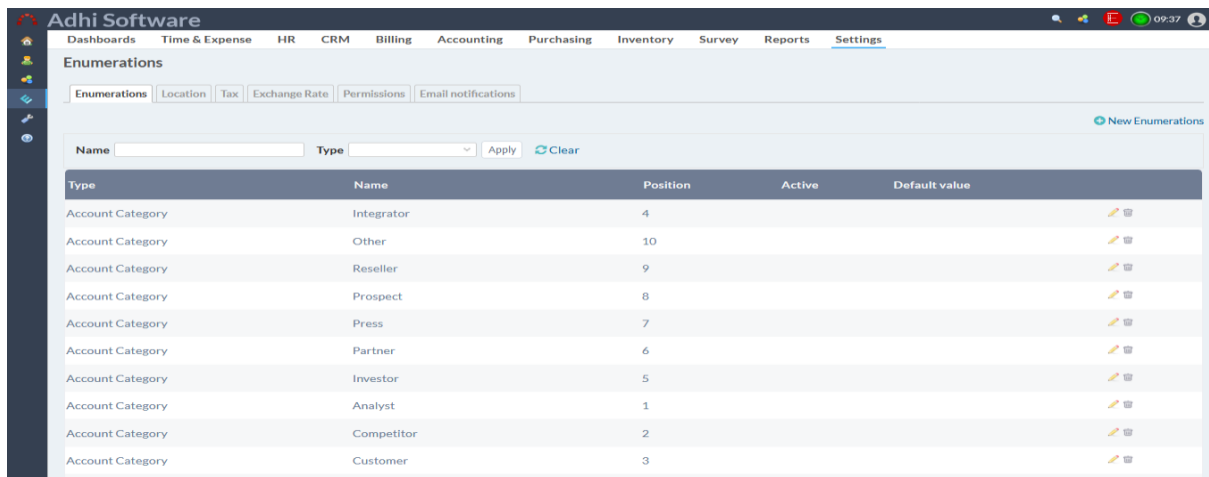 Adhi Software
E 09:37
Dashboards Time & Expense HR CRM Billing Accounting Purchasing Inventory Survey Reports Settings
Enumerations
Enumerations Location Tax Exchange Rate Permissions Email notifications
New Enumerations
Name Type Apply Clear
Type Name Position Active Default value
Account Category Integrator 4
Account Category Other 10
Account Category Reseller 9
Account Category Prospect 8
Account Category Press 7
Account Category Partner 6
Account Category Investor 5
Account Category Analyst 1
Account Category Competitor 2
Account Category Customer 3